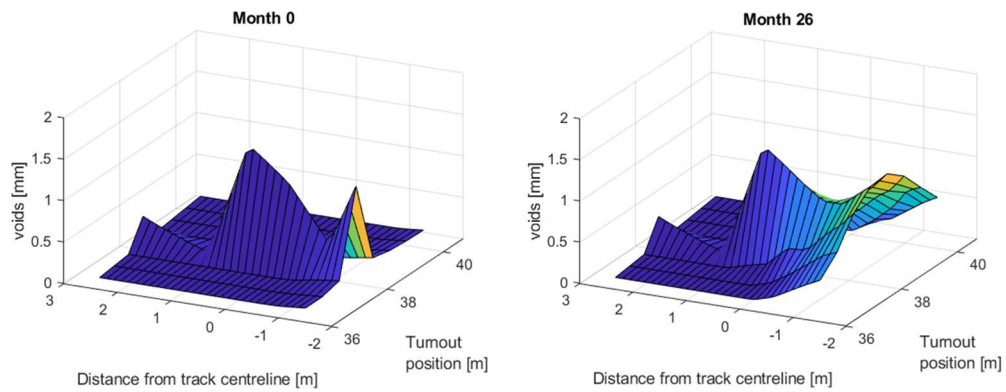 Month 0
2
1.5
1
0.5
0
voids [mm]
3
2
1
0
-1
-2
36
38
40
Distance from track centreline [m]
Turnout
position [m]
Month 26
2
1.5
1
0.5
0
voids [mm]
3
2
1
0
-1
-2
36
38
40
Distance from track centreline [m]
Turnout
position [m]